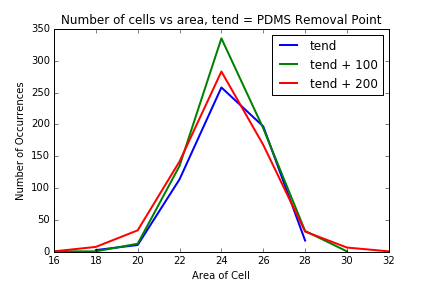 Number of cells vs area, tend = PDMS Removal Point
350
300
250
200
150
100
50
0
Number of Occurrences
tend
tend + 100
tend + 200
16 18 20 22 24 26 28 30 32
Area of Cell